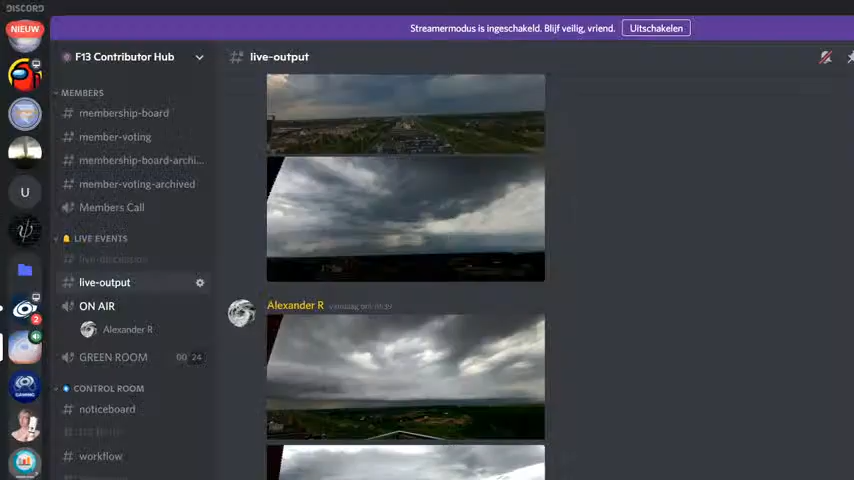 DISCORD
NIEUW
Streamermodus is ingeschakeld. Blijf veilig, vriend.
Uitschakelen
F13 Contributor Hub
live-output
MEMBERS
membership-board
member-voting
membership-board-archi...
member-voting-archived
Members Call
LIVE EVENTS
live-output
ON AIR
Alexander R
GREEN ROOM
00 24
CONTROL ROOM
noticeboard
workflow
U
2
GAMING
Alexander R